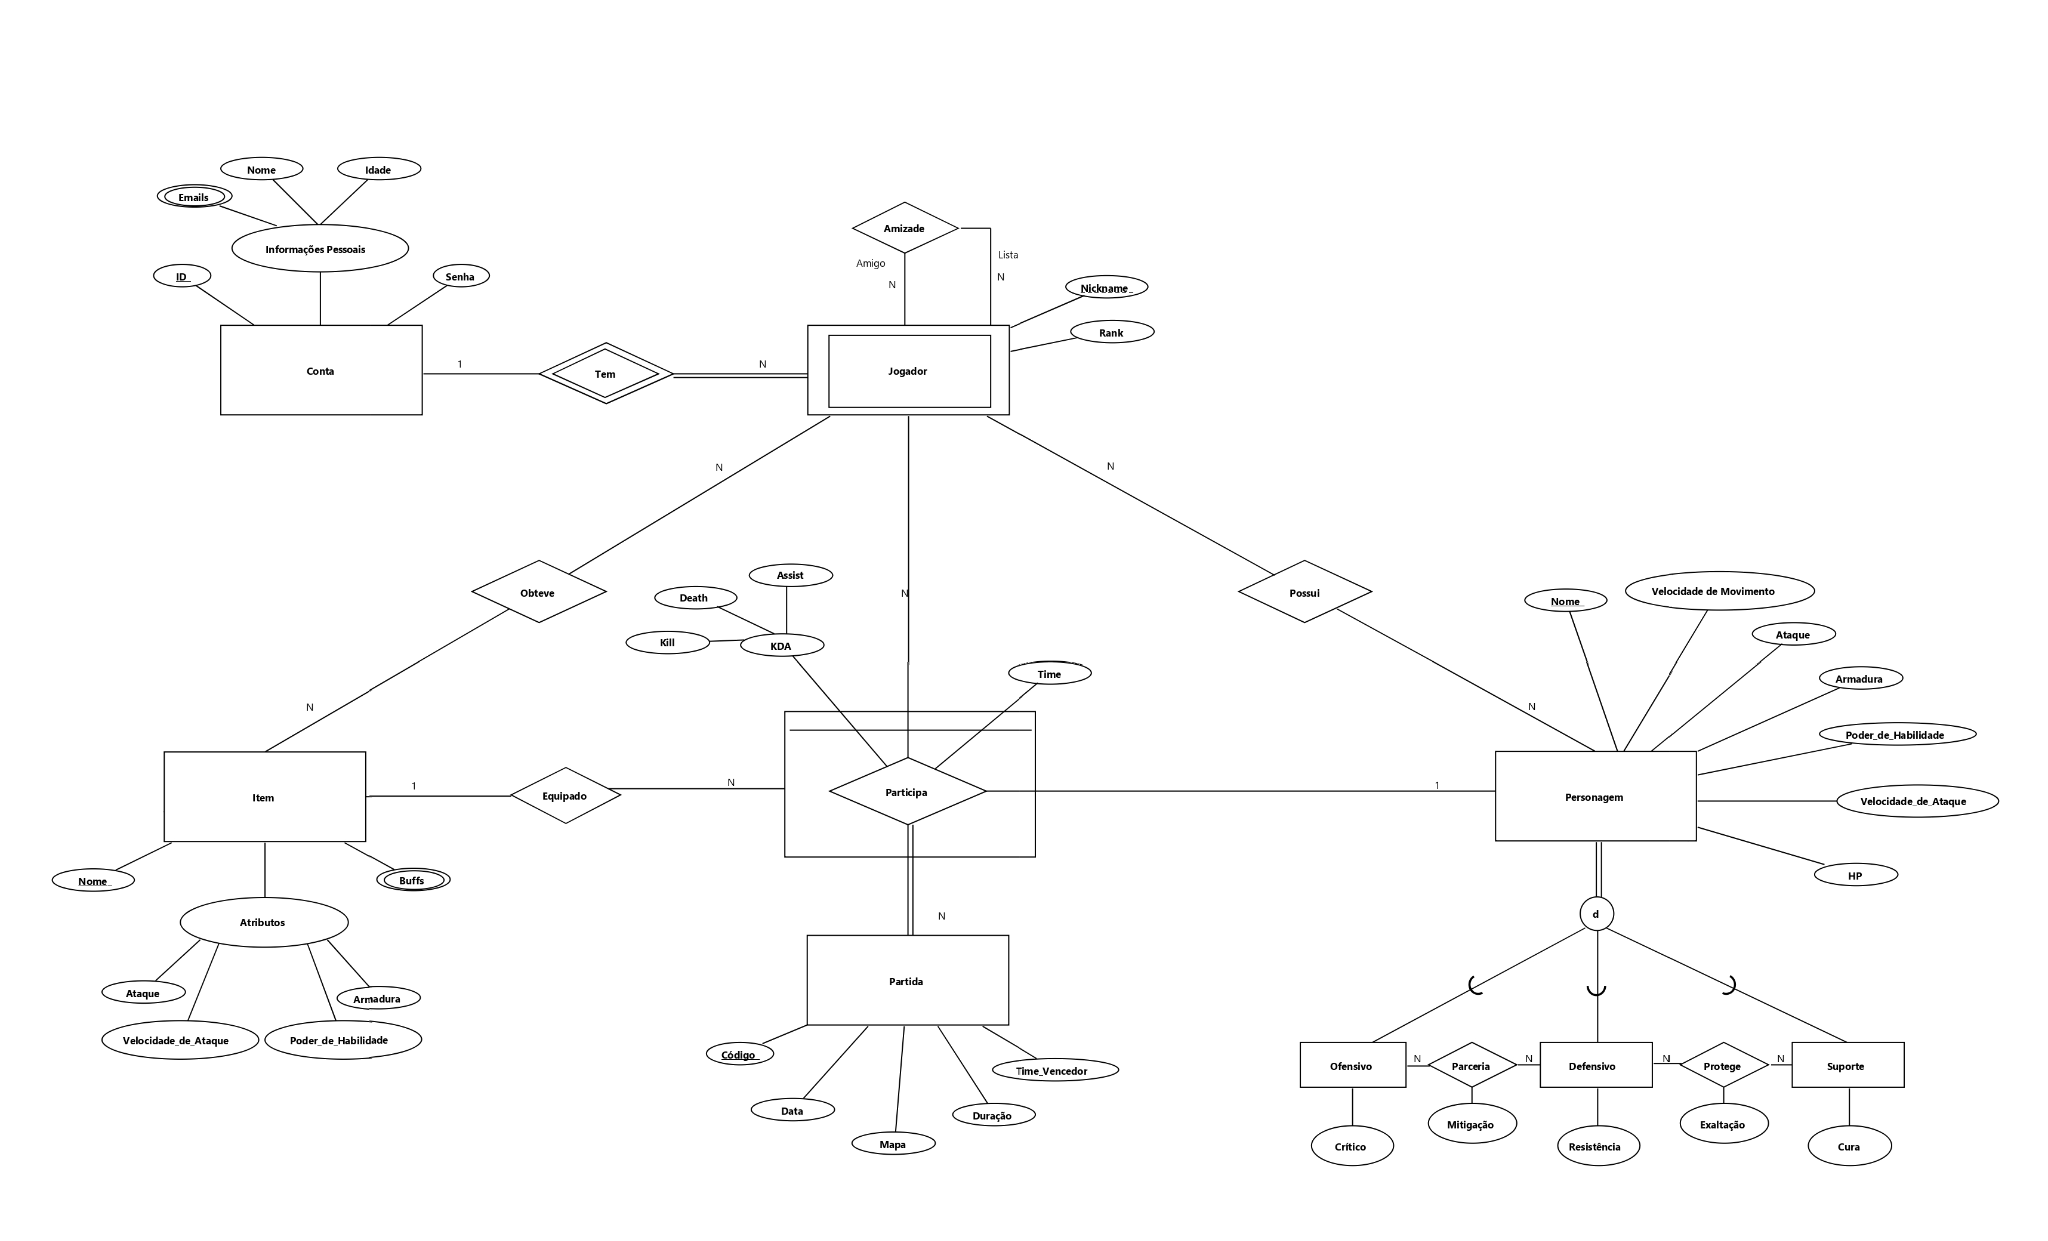 Nome
Idade
Emails
Informações Pessoais
ID
Senha
Conta
1
Tem
N
Amizade
Amigo
N
Lista
N
Nickname
Rank
Jogador
N
N
N
Obteve
Possui
Assist
Death
Kill
KDA
Time
N
N
Nome
Velocidade de Movimento
Ataque
Armadura
Poder_de_Habilidade
Velocidade_de_Ataque
HP
Item
1
Equipado
N
Participa
1
Personagem
Nome
Buffs
Atributos
Ataque
Armadura
Velocidade_de_Ataque
Poder_de_Habilidade
N
Partida
Código
Data
Mapa
Duração
Time_Vencedor
d
Ofensivo
N
Parceria
N
Defensivo
N
Protege
N
Suporte
Crítico
Mitigação
Resistência
Exaltação
Cura